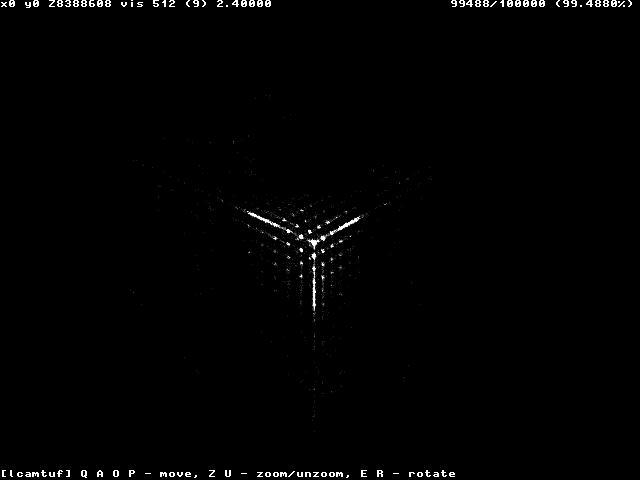 x0 y0 Z8388608 vis 512 (9) 2.40000
99488/100000 (99.4880%)
[lcamtuf] Q A O P - move, Z U - zoom/unzoom, E R - rotate